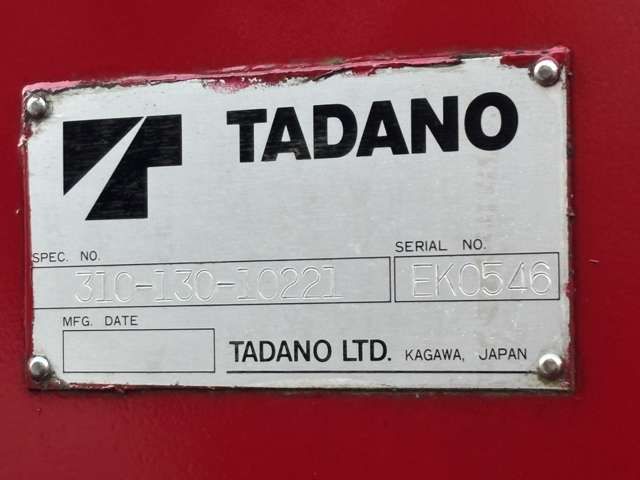 TADANO
SPEC. NO.
310-130-10221
SERIAL NO.
EK0546
MFG. DATE
TADANO LTD. KAGAWA, JAPAN